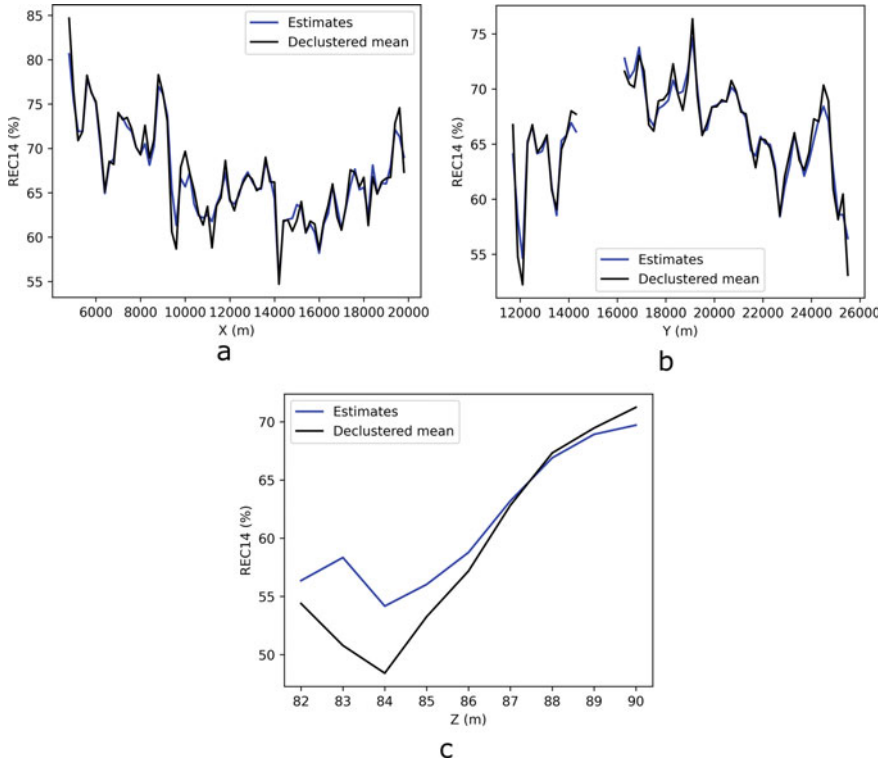 85
80
75
70
65
60
55
REC14 (%)
Estimates
Declustered mean
6000 8000 10000 12000 14000 16000 18000 20000
X (m)
a
75
70
65
60
55
REC14 (%)
Estimates
Declustered mean
12000 14000 16000 18000 20000 22000 24000 26000
Y (m)
b
70
65
60
55
50
REC14 (%)
Estimates
Declustered mean
82 83 84 85 86 87 88 89 90
Z (m)
c